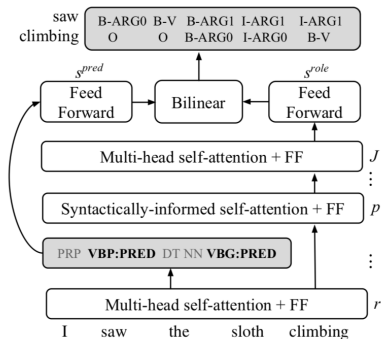 saw B-ARG0 B-V B-ARG1 I-ARG1 I-ARG1
climbing O O B-ARG0 I-ARG0 B-V
s^pred s^role
Feed Forward Bilinear Feed Forward
Multi-head self-attention + FF J
⋮
Syntactically-informed self-attention + FF p
PRP VBP:PRED DT NN VBG:PRED ⋮
Multi-head self-attention + FF r
I saw the sloth climbing